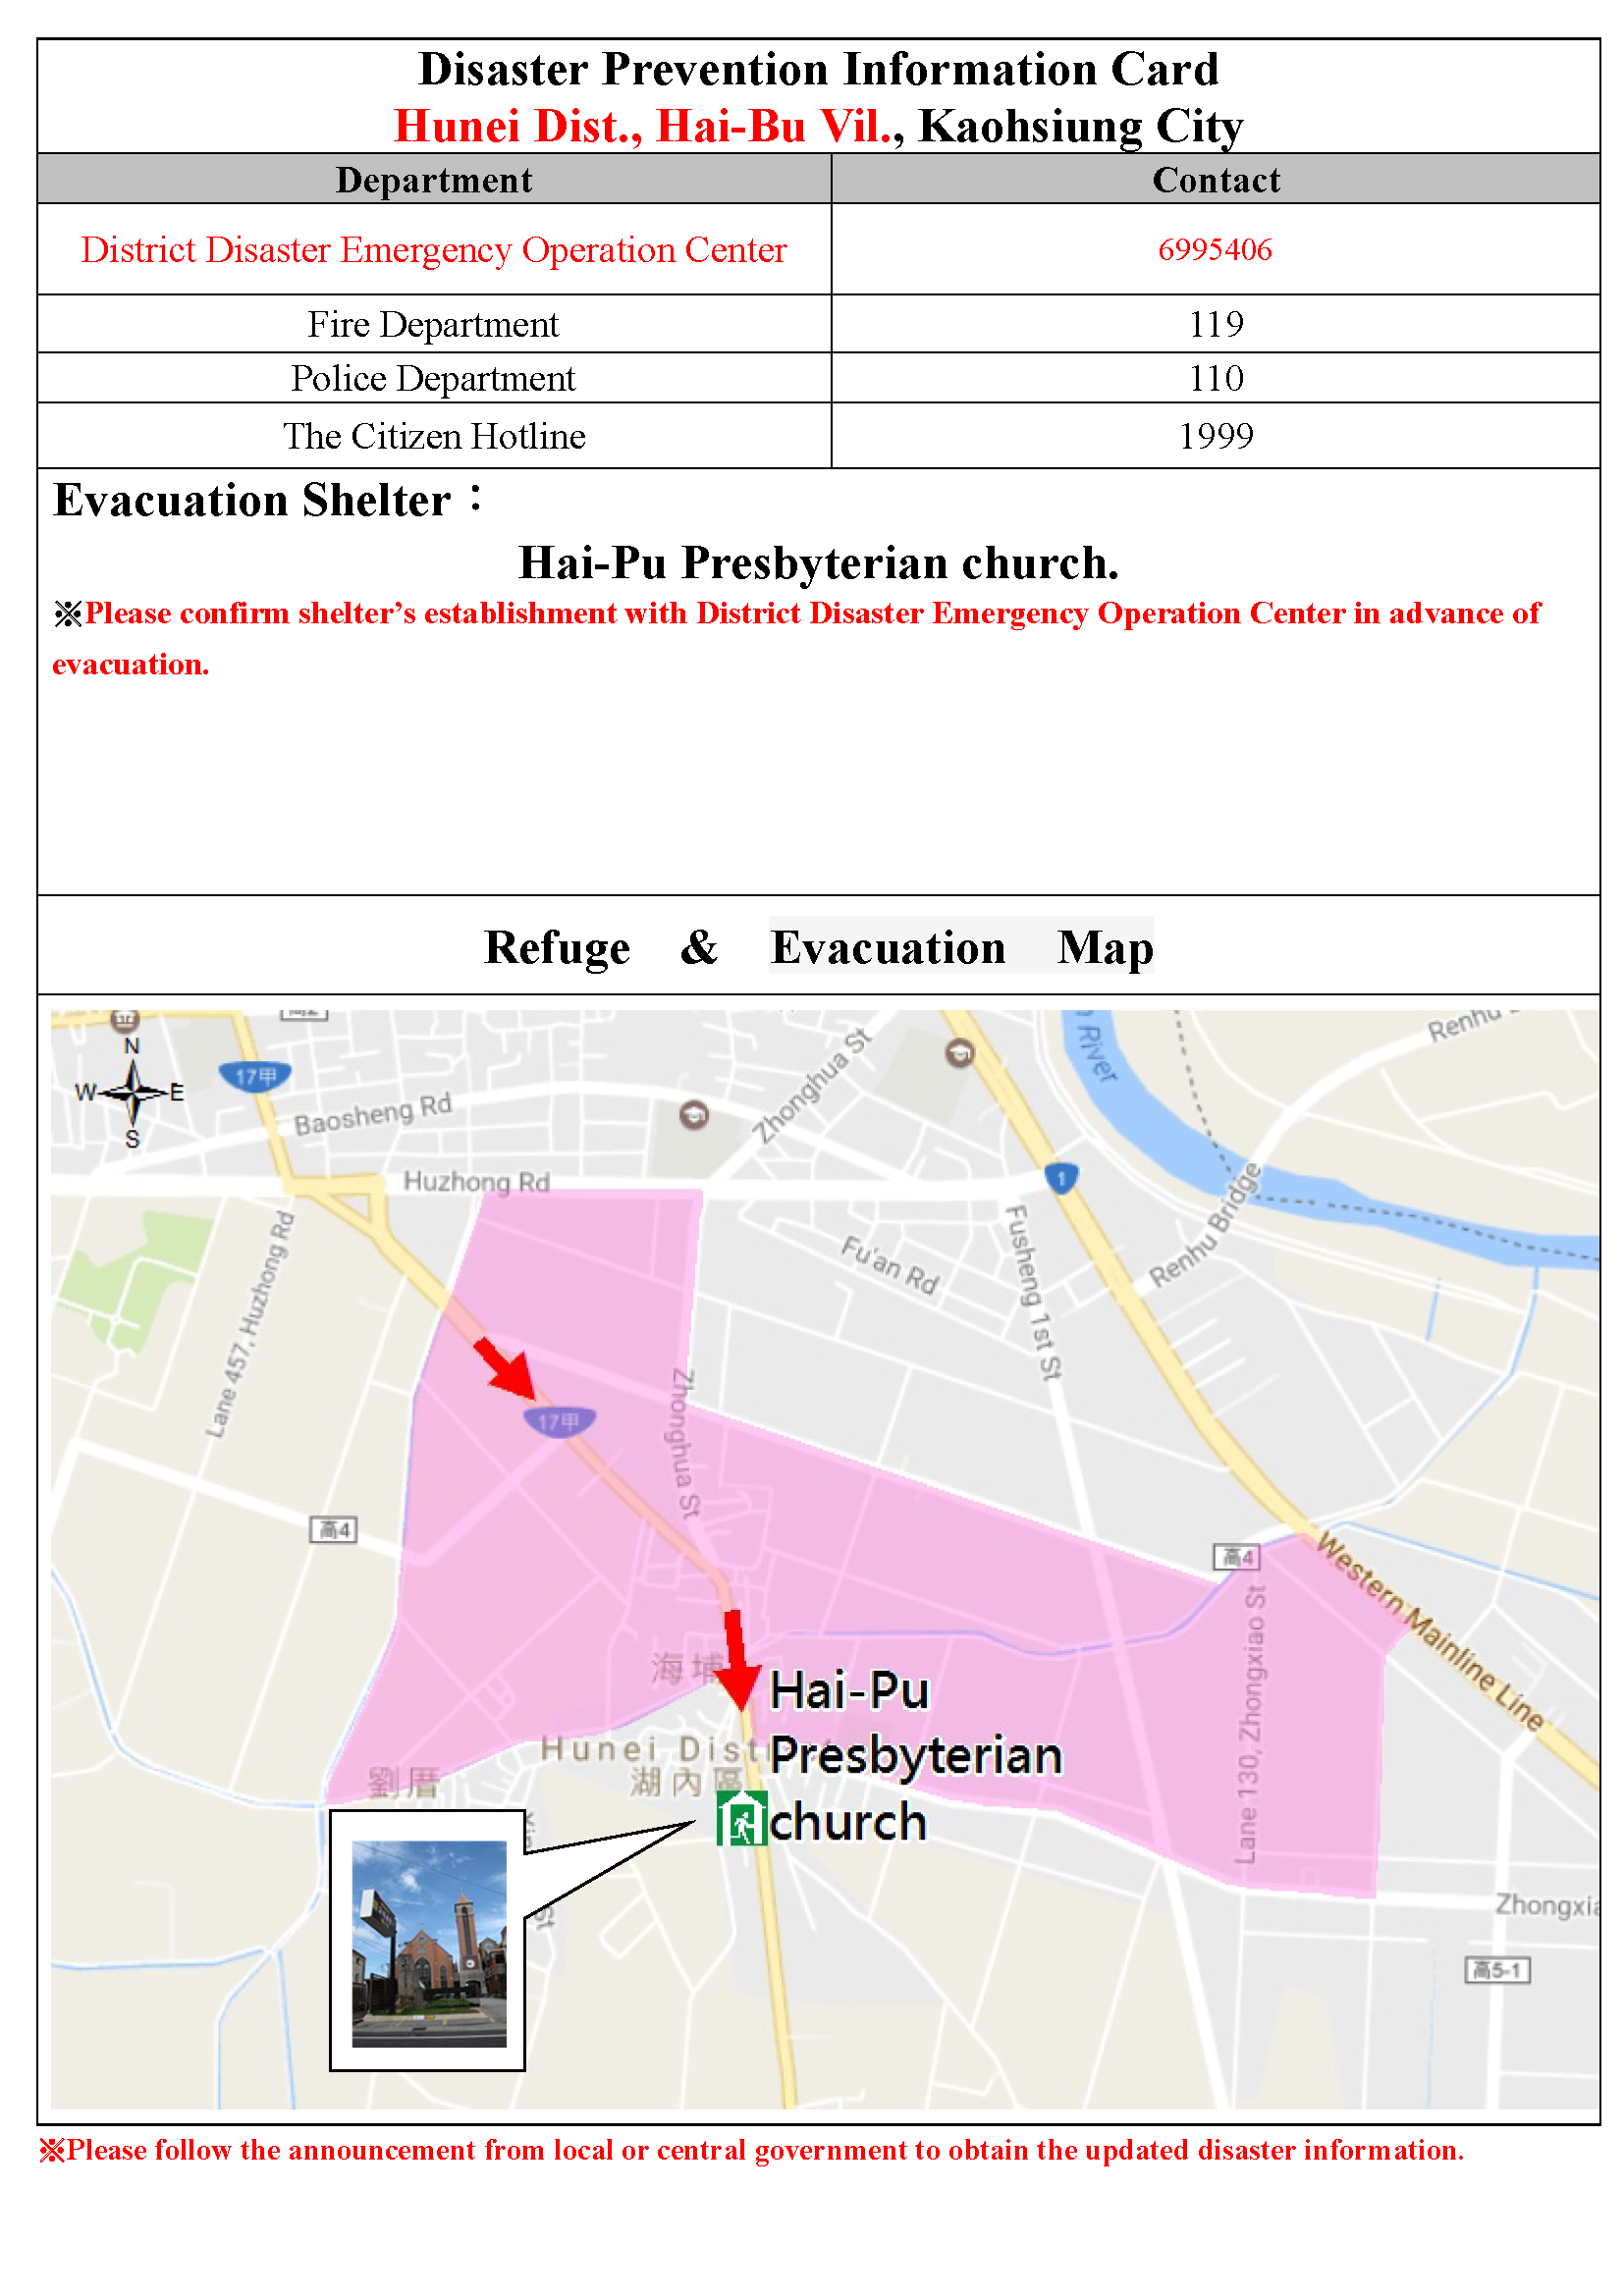 Disaster Prevention Information Card
Hunei Dist., Hai-Bu Vil., Kaohsiung City
Department Contact
District Disaster Emergency Operation Center 6995406
Fire Department 119
Police Department 110
The Citizen Hotline 1999
Evacuation Shelter：
Hai-Pu Presbyterian church.
※Please confirm shelter’s establishment with District Disaster Emergency Operation Center in advance of
evacuation.
Refuge & Evacuation Map
N
W E
S
17甲
Baosheng Rd
Zhonghua St
River
Renhu
Huzhong Rd
1
Renhu Bridge
Lane 457, Huzhong Rd
Fu'an Rd
Fusheng 1st St
17甲
Zhonghua St
高4
高4
Western Mainline Line
Lane 130, Zhongxiao St
海埔
Hai-Pu
Presbyterian
church
Hunei Dist
湖內區
劉厝
St
高5-1
※Please follow the announcement from local or central government to obtain the updated disaster information.